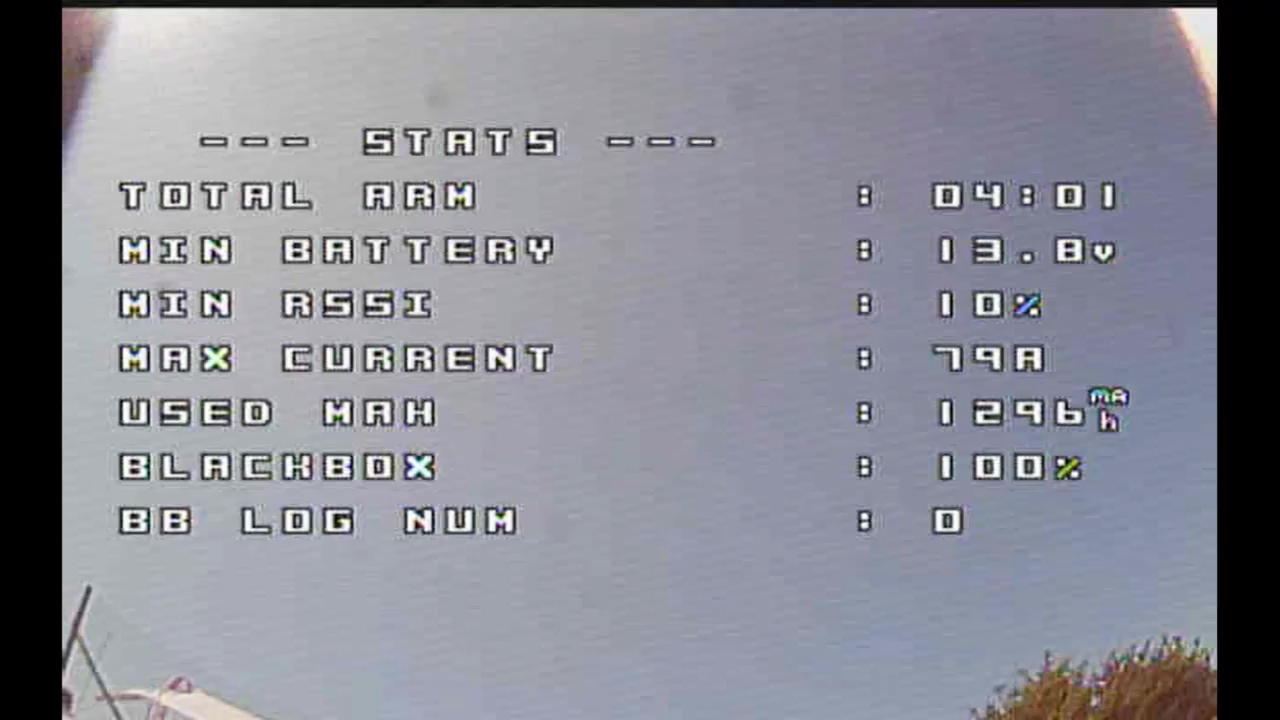 --- STATS ---
TOTAL ARM : 04:01
MIN BATTERY : 13.8v
MIN RSSI : 10%
MAX CURRENT : 79A
USED MAH : 1296mAh
BLACKBOX : 100%
BB LOG NUM : 0